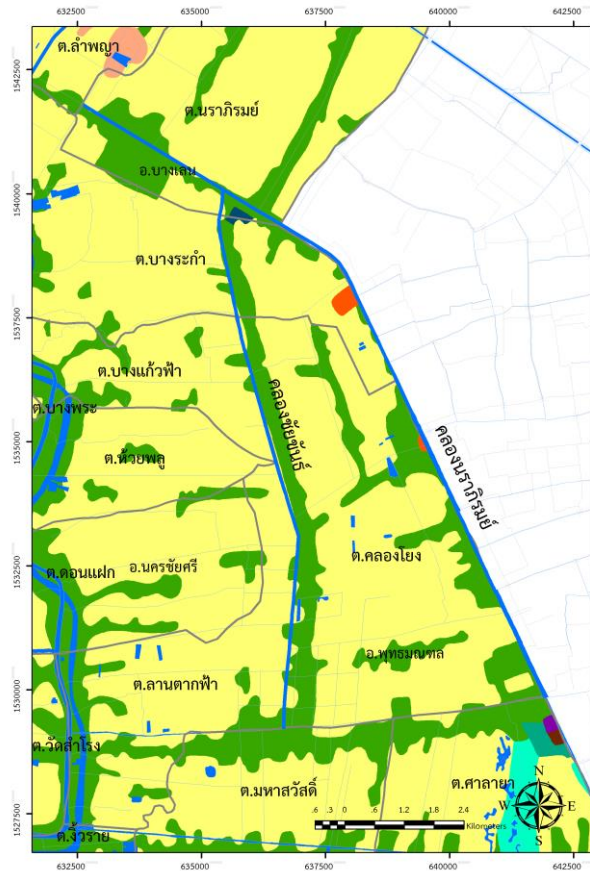 632500 635000 637500 640000 642500
1542500
1540000
1537500
1535000
1532500
1530000
1527500
ต.ลำพญา
ต.นราภิรมย์
อ.บางเลน
ต.บางระกำ
ต.บางแก้วฟ้า
ต.บางพระ
คลองชัยขันธ์
คลองนราภิรมย์
ต.ห้วยพลู
ต.คลองโยง
ต.ดอนแฝก
อ.นครชัยศรี
อ.พุทธมณฑล
ต.ลานตากฟ้า
ต.วัดสำโรง
ต.มหาสวัสดิ์
ต.ศาลายา
N
W E
S
.6 .3 0 .6 1.2 1.8 2.4
Kilometers
ต.งิ้วราย
632500 635000 637500 640000 642500